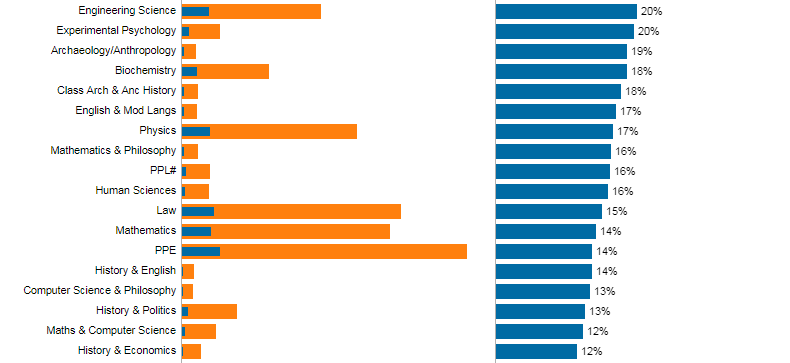 Engineering Science 20%
Experimental Psychology 20%
Archaeology/Anthropology 19%
Biochemistry 18%
Class Arch & Anc History 18%
English & Mod Langs 17%
Physics 17%
Mathematics & Philosophy 16%
PPL# 16%
Human Sciences 16%
Law 15%
Mathematics 14%
PPE 14%
History & English 14%
Computer Science & Philosophy 13%
History & Politics 13%
Maths & Computer Science 12%
History & Economics 12%